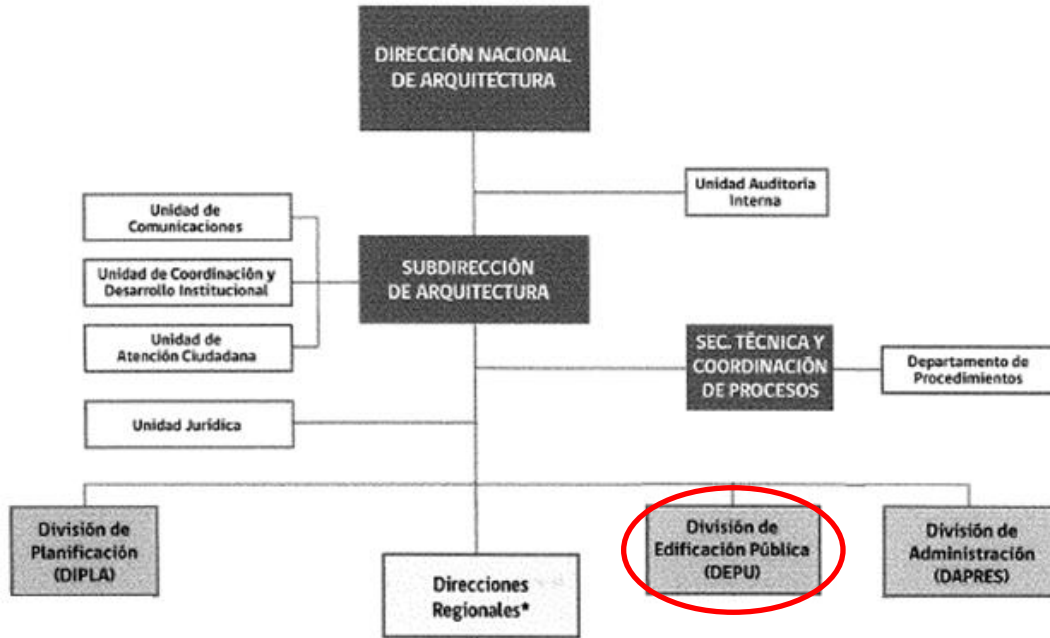 DIRECCIÓN NACIONAL
DE ARQUITECTURA
Unidad Auditoría
Interna
Unidad de
Comunicaciones
Unidad de Coordinación y
Desarrollo Institucional
Unidad de
Atención Ciudadana
SUBDIRECCIÓN
DE ARQUITECTURA
SEC. TÉCNICA Y
COORDINACIÓN
DE PROCESOS
Departamento de
Procedimientos
Unidad Jurídica
División de
Planificación
(DIPLA)
Direcciones
Regionales*
División de
Edificación Pública
(DEPU)
División de
Administración
(DAPRES)